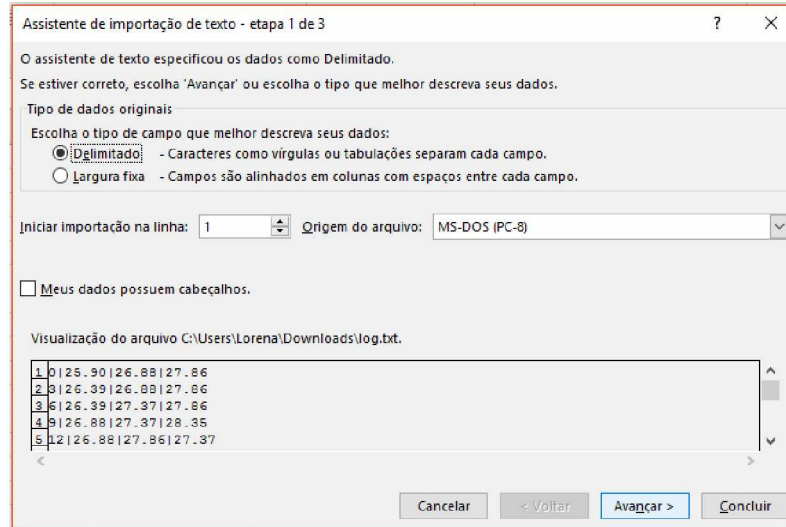 Assistente de importação de texto - etapa 1 de 3 ? ×
O assistente de texto especificou os dados como Delimitado.
Se estiver correto, escolha 'Avançar' ou escolha o tipo que melhor descreva seus dados.
Tipo de dados originais
Escolha o tipo de campo que melhor descreva seus dados:
Delimitado - Caracteres como vírgulas ou tabulações separam cada campo.
Largura fixa - Campos são alinhados em colunas com espaços entre cada campo.
Iniciar importação na linha: 1 Origem do arquivo: MS-DOS (PC-8)
Meus dados possuem cabeçalhos.
Visualização do arquivo C:\Users\Lorena\Downloads\log.txt.
1 0|25.90|26.88|27.86
2 3|26.39|26.88|27.86
3 6|26.39|27.37|27.86
4 9|26.88|27.37|28.35
5 12|26.88|27.86|27.37
Cancelar < Voltar Avançar > Concluir